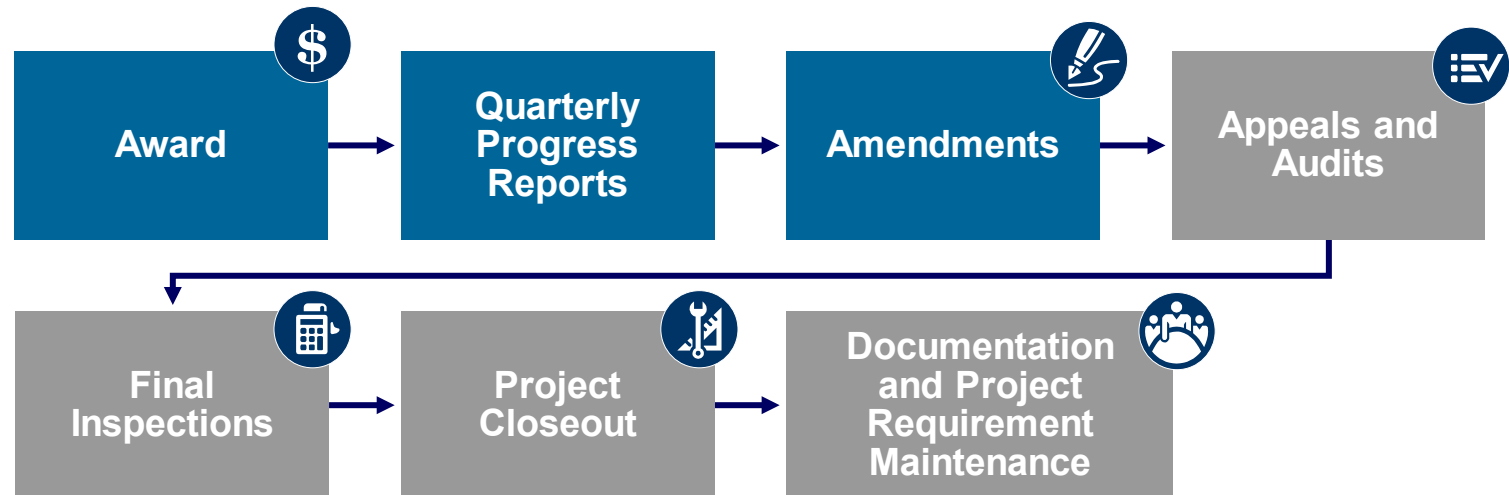 $
Award
Quarterly
Progress
Reports
Amendments
Appeals and
Audits
Final
Inspections
Project
Closeout
Documentation
and Project
Requirement
Maintenance